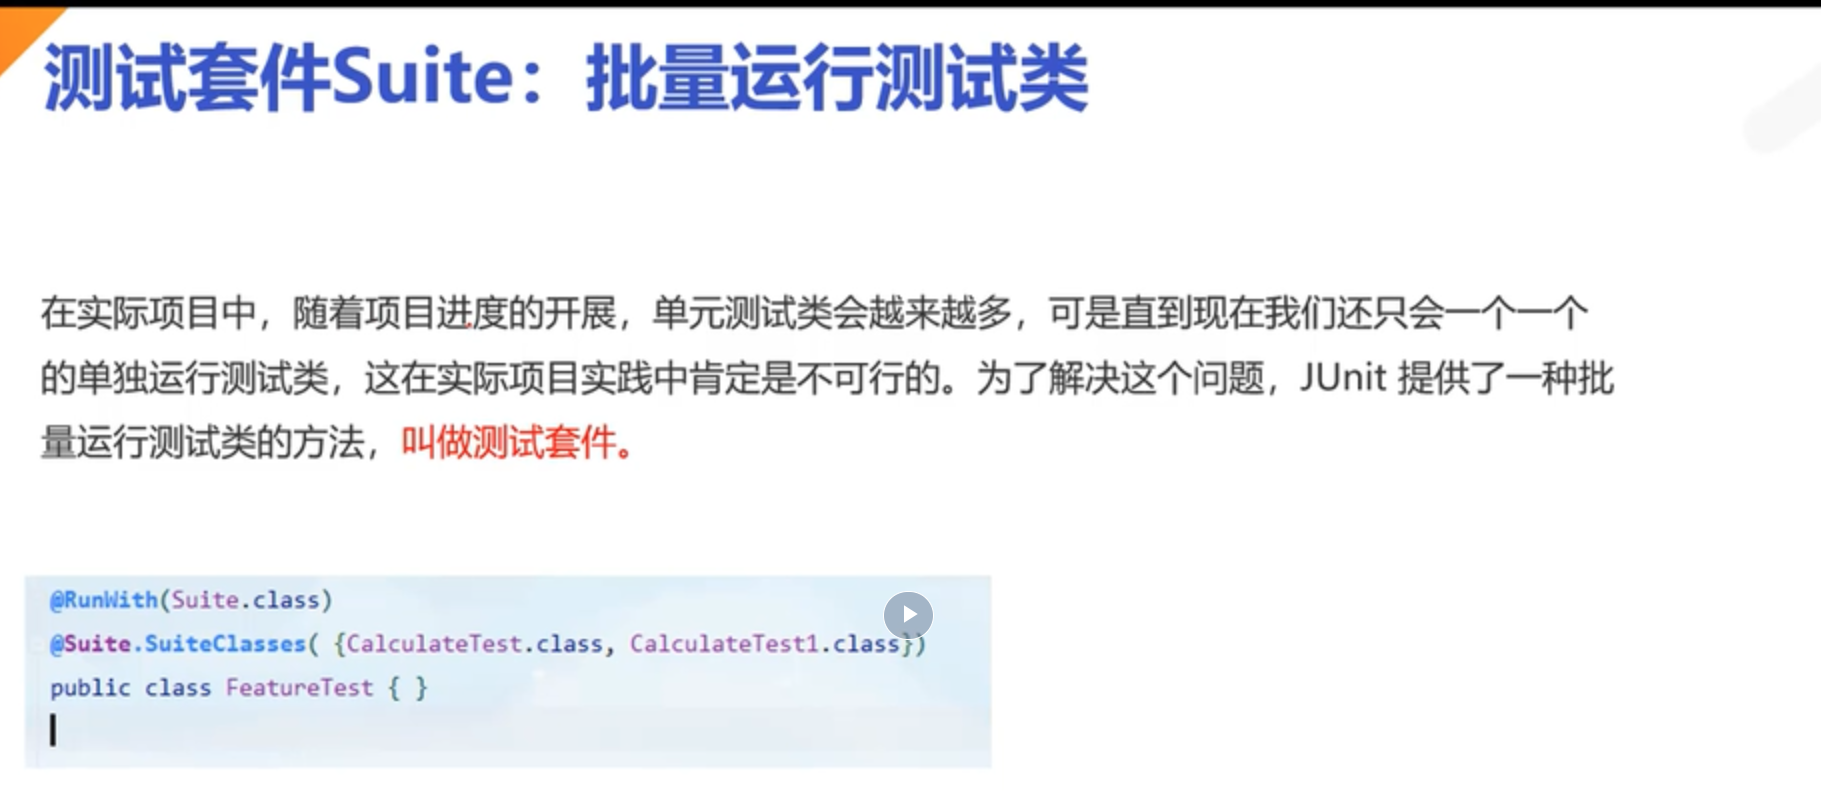 测试套件Suite：批量运行测试类
在实际项目中，随着项目进度的开展，单元测试类会越来越多，可是直到现在我们还只会一个一个
的单独运行测试类，这在实际项目实践中肯定是不可行的。为了解决这个问题，JUnit 提供了一种批
量运行测试类的方法，叫做测试套件。
@RunWith(Suite.class)
@Suite.SuiteClasses( {CalculateTest.class, CalculateTest1.class})
public class FeatureTest { }